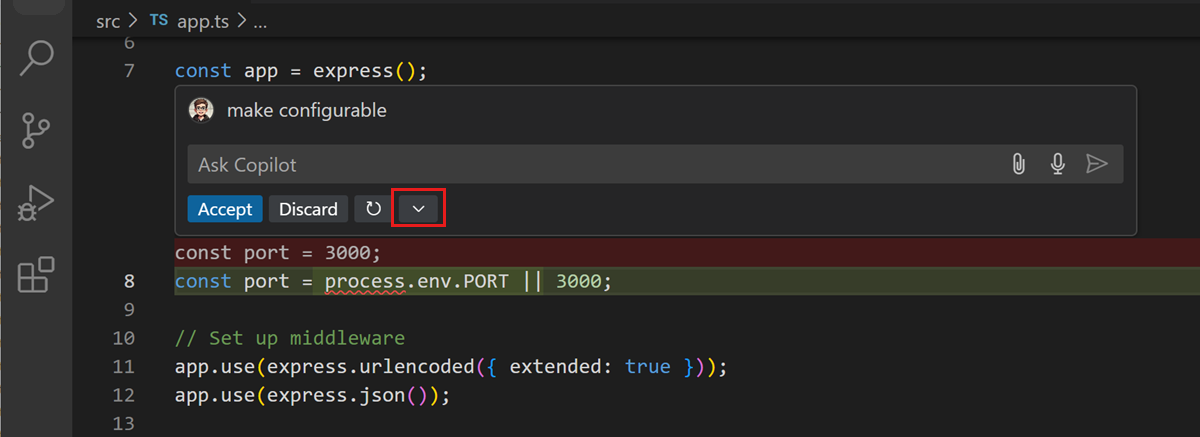 src > TS app.ts > ...
6
7 const app = express();
make configurable
Ask Copilot
Accept Discard
const port = 3000;
8 const port = process.env.PORT || 3000;
9
10 // Set up middleware
11 app.use(express.urlencoded({ extended: true }));
12 app.use(express.json());
13